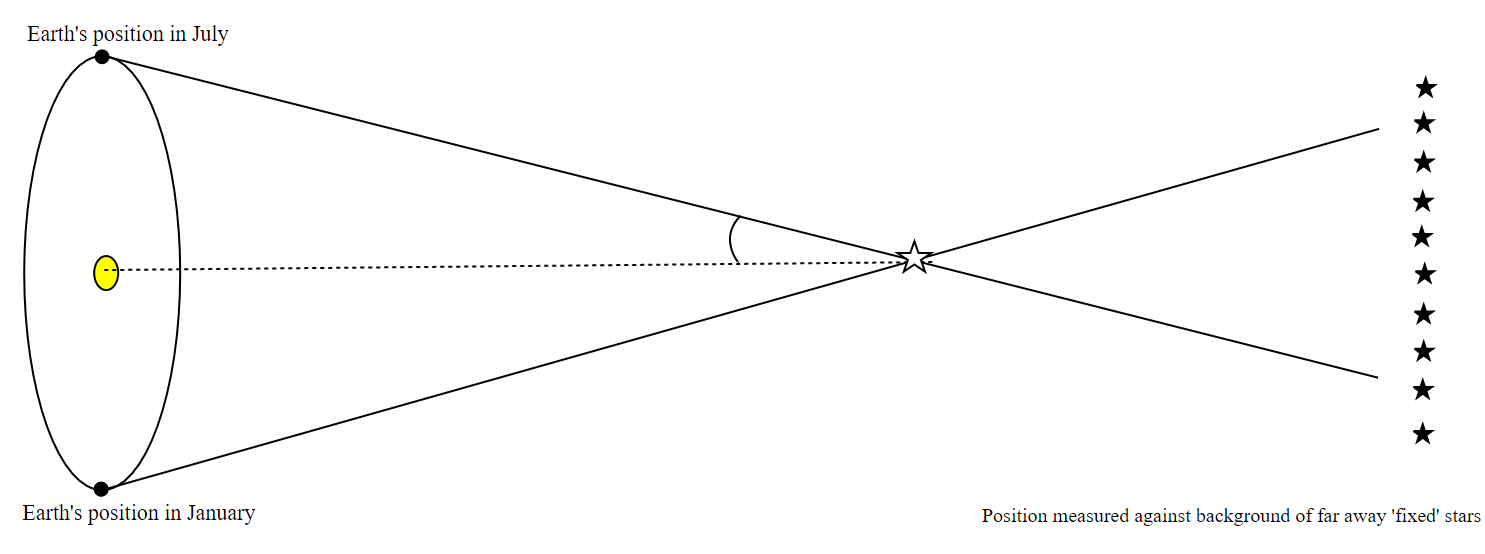 Earth's position in July
Earth's position in January
Position measured against background of far away 'fixed' stars